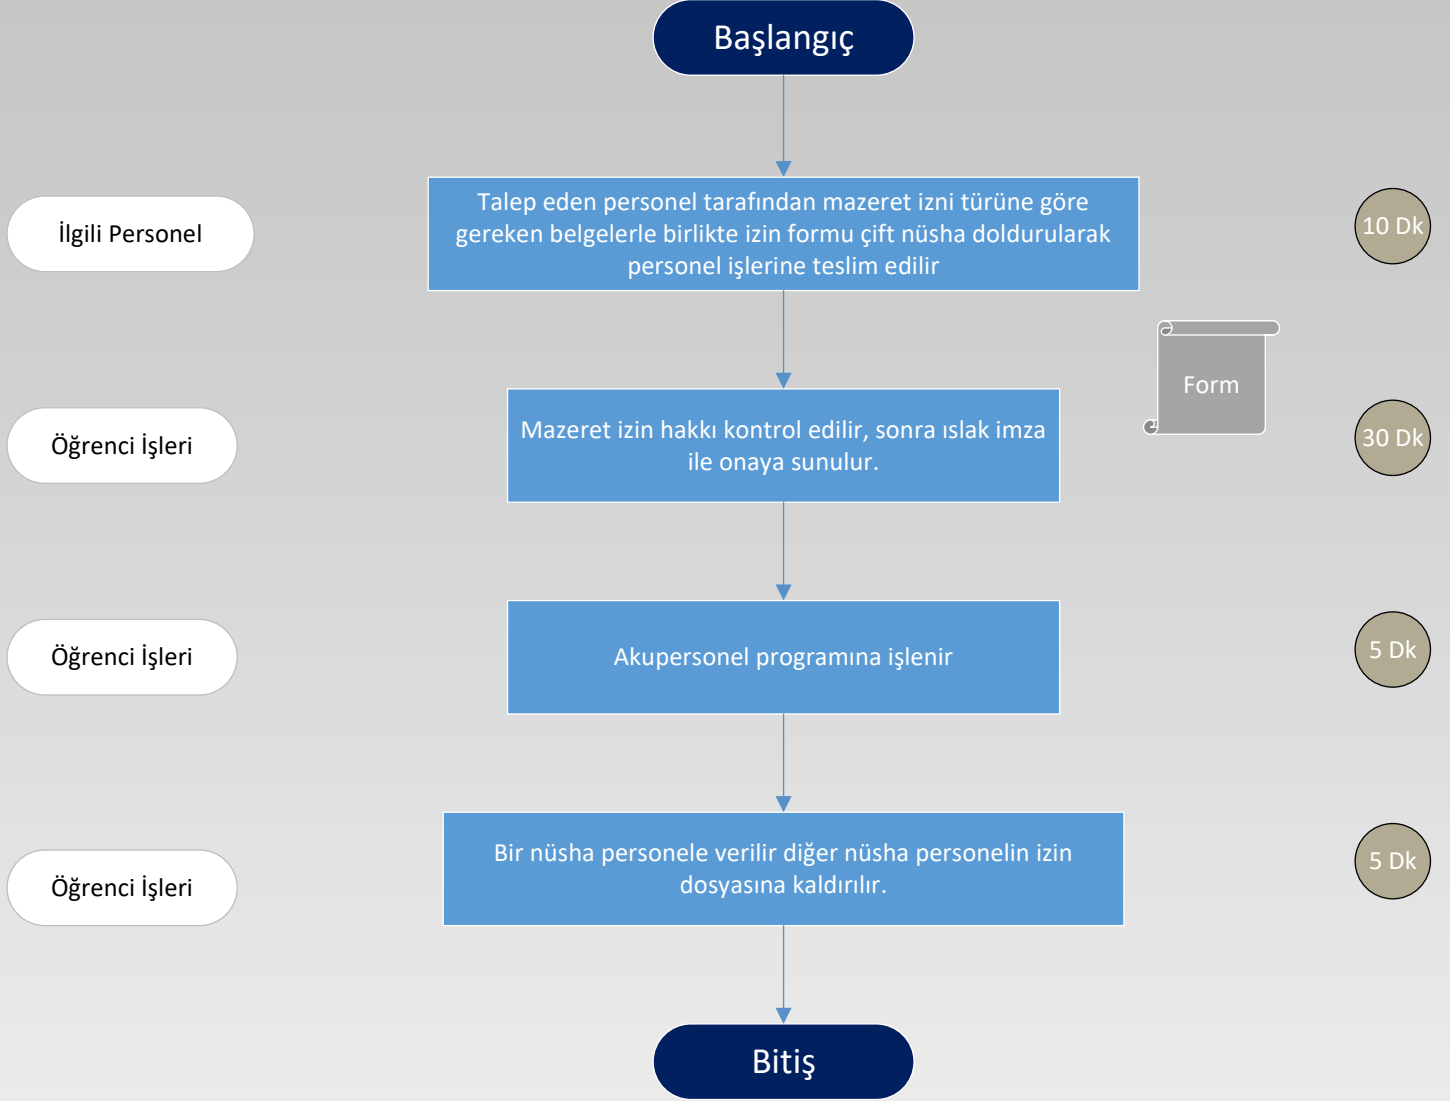 Başlangıç
İlgili Personel
Talep eden personel tarafından mazeret izni türüne göre
gereken belgelerle birlikte izin formu çift nüsha doldurularak
personel işlerine teslim edilir
10 Dk
Form
Öğrenci İşleri
Mazeret izin hakkı kontrol edilir, sonra ıslak imza
ile onaya sunulur.
30 Dk
Öğrenci İşleri
Akupersonel programına işlenir
5 Dk
Öğrenci İşleri
Bir nüsha personele verilir diğer nüsha personelin izin
dosyasına kaldırılır.
5 Dk
Bitiş